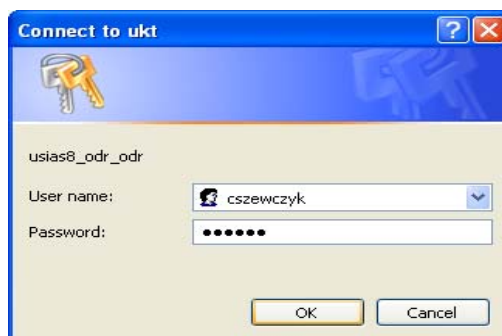 Connect to ukt
usias8_odr_odr
User name:
cszewczyk
Password:
••••••
OK
Cancel